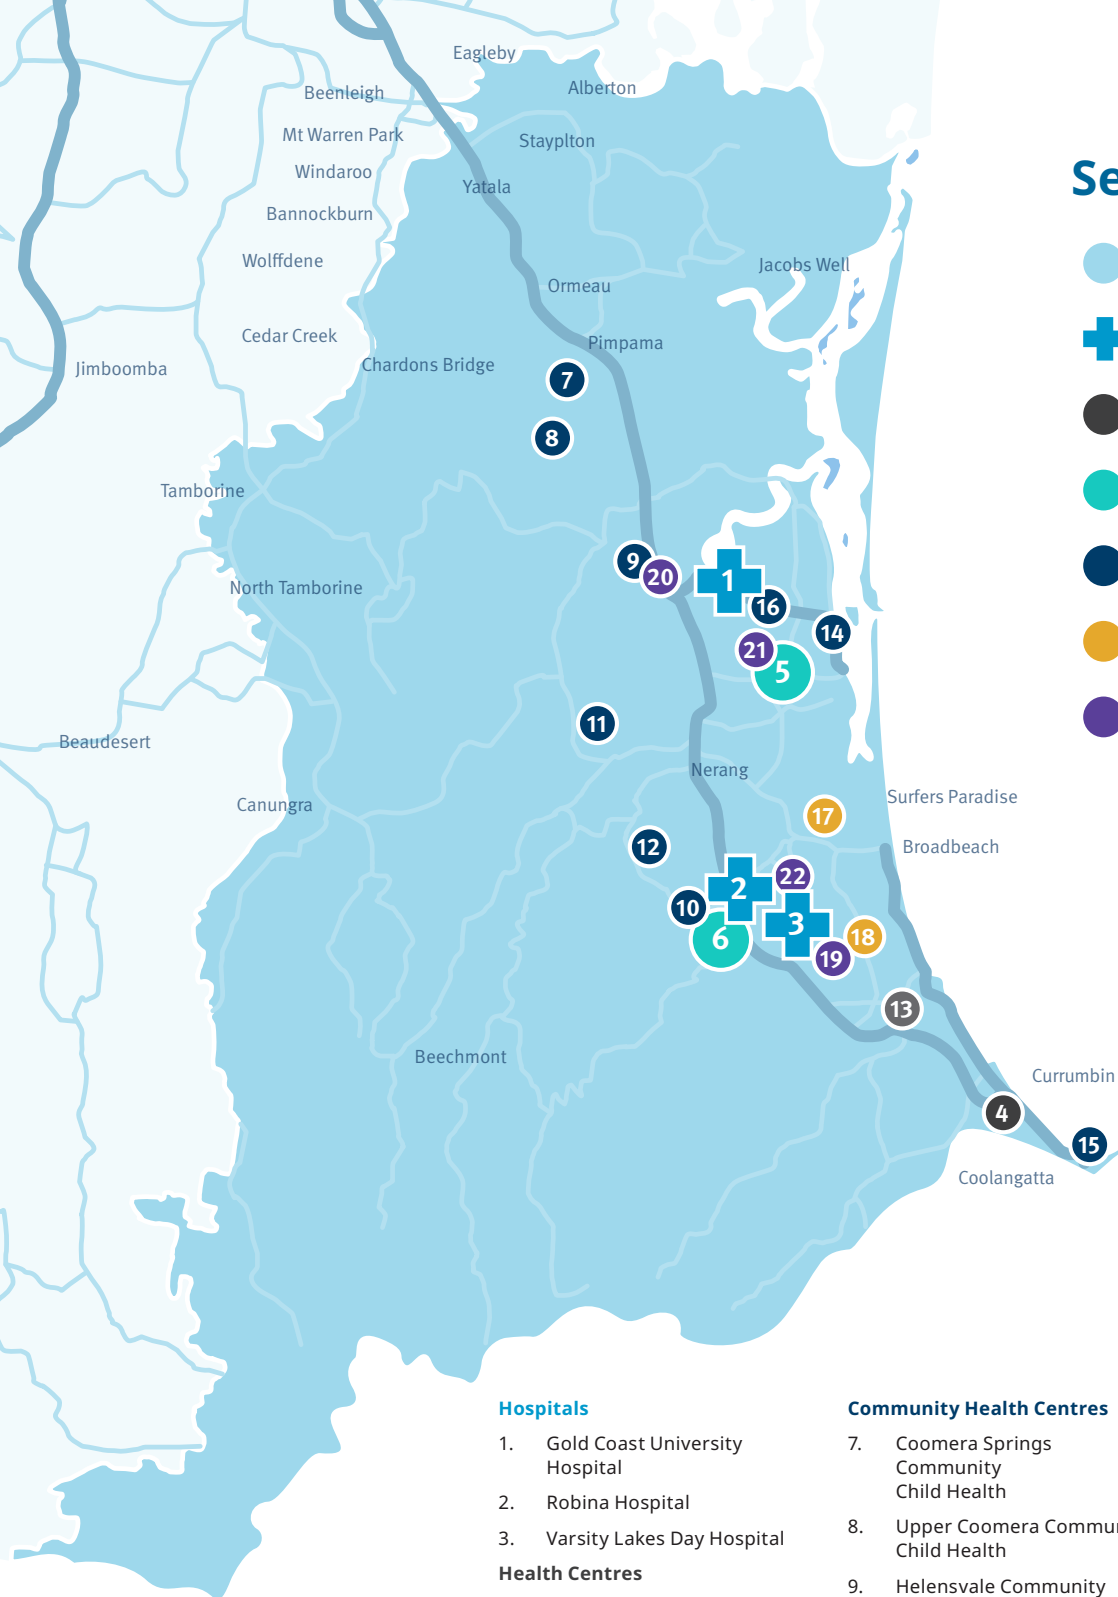 Eagleby
Alberton
Beenleigh
Mt Warren Park
Stayplton
Windaroo
Yatala
Bannockburn
Wolffdene
Jacobs Well
Ormeau
Cedar Creek
Pimpama
Jimboomba
Chardons Bridge
7
8
Tamborine
9
20
1
North Tamborine
16
14
21
5
11
Beaudesert
Nerang
Canungra
Surfers Paradise
17
12
Broadbeach
22
2
10
3
6
18
19
13
Beechmont
Currumbin
4
15
Coolangatta
Se
Hospitals
1. Gold Coast University
Hospital
2. Robina Hospital
3. Varsity Lakes Day Hospital
Health Centres
Community Health Centres
7. Coomera Springs
Community
Child Health
8. Upper Coomera Commu
Child Health
9. Helensvale Community